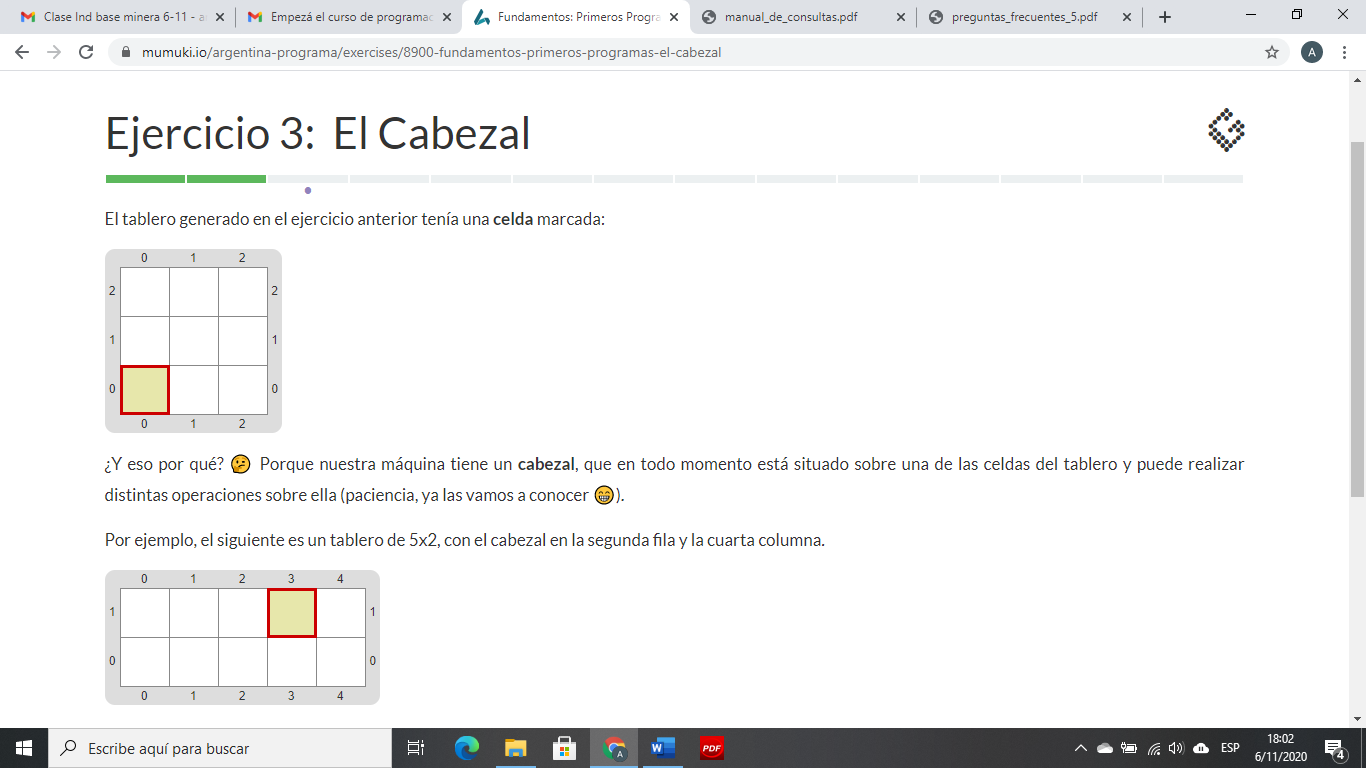 Clase Ind base minera 6-11 - a
Empezá el curso de programac
Fundamentos: Primeros Progra
manual_de_consultas.pdf
preguntas_frecuentes_5.pdf
mumuki.io/argentina-programa/exercises/8900-fundamentos-primeros-programas-el-cabezal
A
Ejercicio 3: El Cabezal
El tablero generado en el ejercicio anterior tenía una celda marcada:
0 1 2
2 2
1 1
0 0
0 1 2
¿Y eso por qué? 🤔 Porque nuestra máquina tiene un cabezal, que en todo momento está situado sobre una de las celdas del tablero y puede realizar
distintas operaciones sobre ella (paciencia, ya las vamos a conocer 😁).
Por ejemplo, el siguiente es un tablero de 5x2, con el cabezal en la segunda fila y la cuarta columna.
0 1 2 3 4
1 1
0 0
0 1 2 3 4
Escribe aquí para buscar
A
W
PDF
ESP
18:02
6/11/2020
4